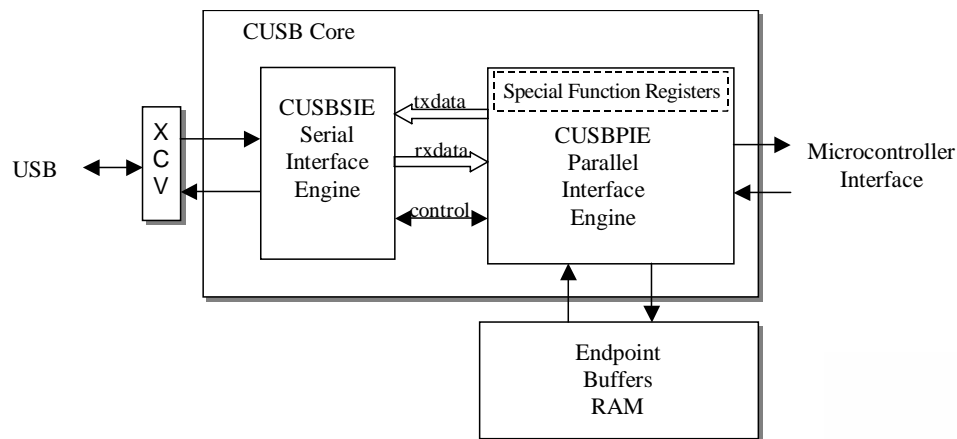 CUSB Core
USB
X
C
V
CUSBSIE
Serial
Interface
Engine
txdata
rxdata
control
Special Function Registers
CUSBPIE
Parallel
Interface
Engine
Microcontroller
Interface
Endpoint
Buffers
RAM